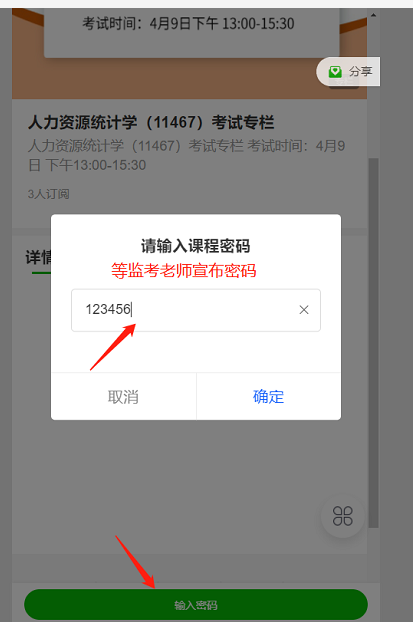 考试时间：4月9日下午 13:00-15:30
分享
人力资源统计学（11467）考试专栏
人力资源统计学（11467）考试专栏 考试时间：4月9
日 下午13:00-15:30
3人订阅
请输入课程密码
详情
等监考老师宣布密码
123456
取消
确定
输入密码